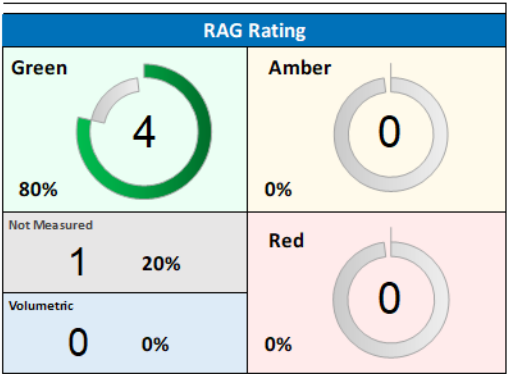 RAG Rating
Green
4
80%
Amber
0
0%
Not Measured
1 20%
Volumetric
0 0%
Red
0
0%